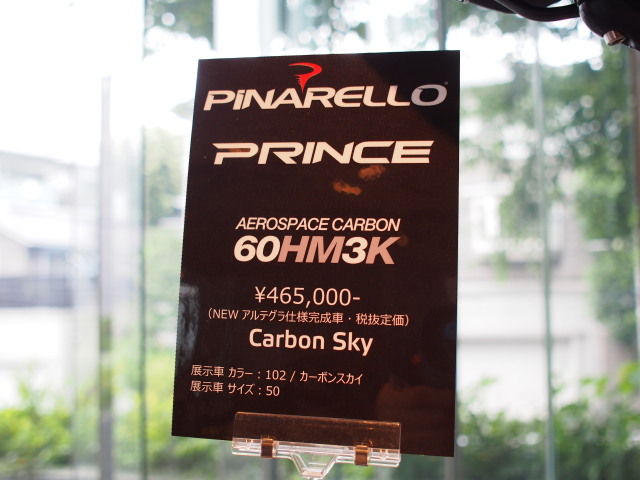 PINARELLO
PRINCE
AEROSPACE CARBON
60HM3K
¥465,000-
（NEW アルテグラ仕様完成車・税抜定価）
Carbon Sky
展示車 カラー：102 / カーボンスカイ
展示車 サイズ：50